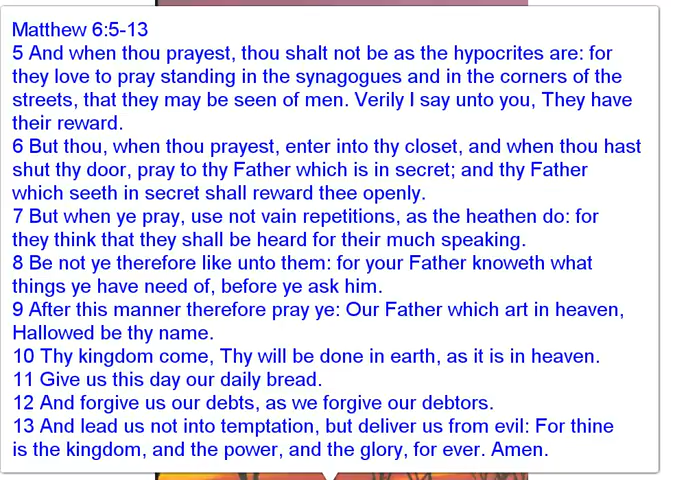 Matthew 6:5-13
5 And when thou prayest, thou shalt not be as the hypocrites are: for
they love to pray standing in the synagogues and in the corners of the
streets, that they may be seen of men. Verily I say unto you, They have
their reward.
6 But thou, when thou prayest, enter into thy closet, and when thou hast
shut thy door, pray to thy Father which is in secret; and thy Father
which seeth in secret shall reward thee openly.
7 But when ye pray, use not vain repetitions, as the heathen do: for
they think that they shall be heard for their much speaking.
8 Be not ye therefore like unto them: for your Father knoweth what
things ye have need of, before ye ask him.
9 After this manner therefore pray ye: Our Father which art in heaven,
Hallowed be thy name.
10 Thy kingdom come, Thy will be done in earth, as it is in heaven.
11 Give us this day our daily bread.
12 And forgive us our debts, as we forgive our debtors.
13 And lead us not into temptation, but deliver us from evil: For thine
is the kingdom, and the power, and the glory, for ever. Amen.